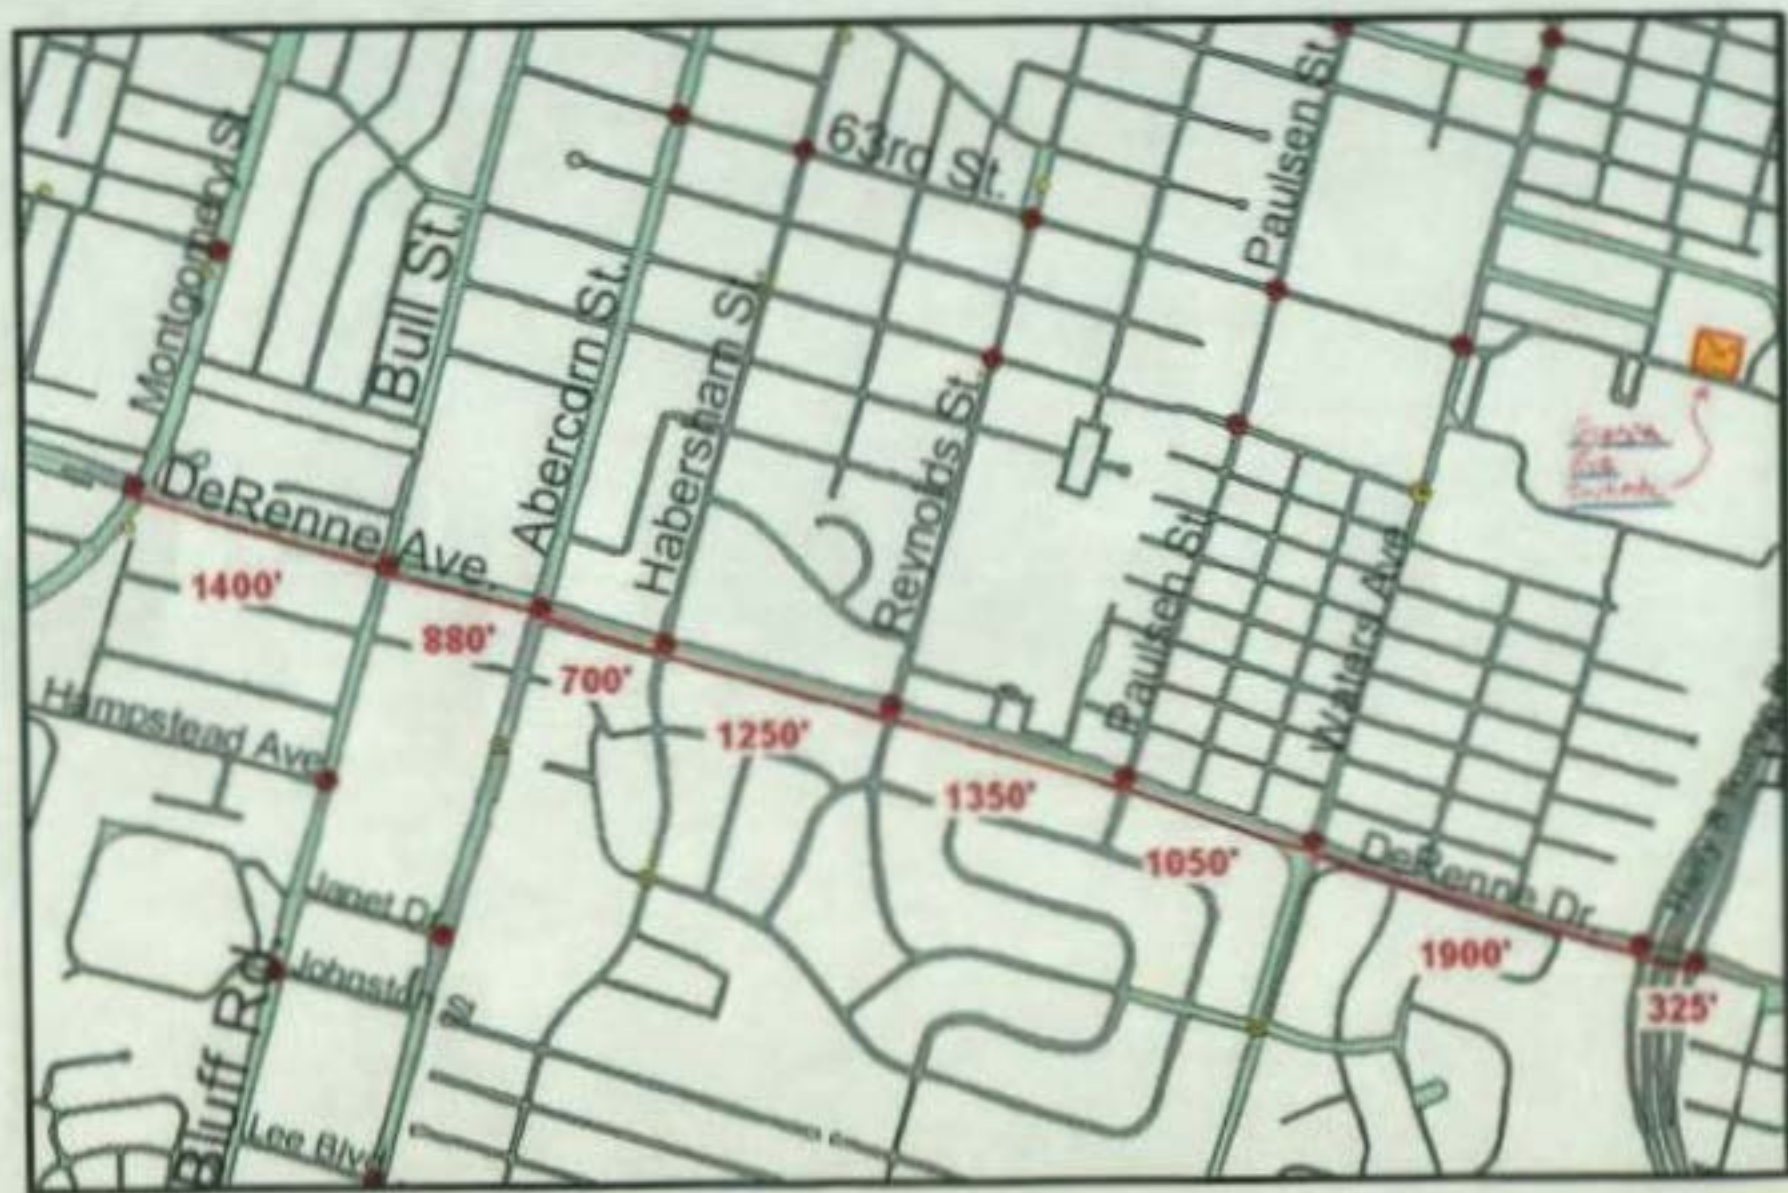 63rd St.
Paulsen St.
Montgomery St.
Bull St.
Abercorn St.
Habersham St.
Reynolds St.
DeRenne Ave.
1400'
880'
700'
1250'
1350'
1050'
1900'
325'
Paulsen St.
Waters Ave
DeRenne Dr.
Hampstead Ave
Janet Dr
Johnston St
Bluff Rd.
Lee Blvd